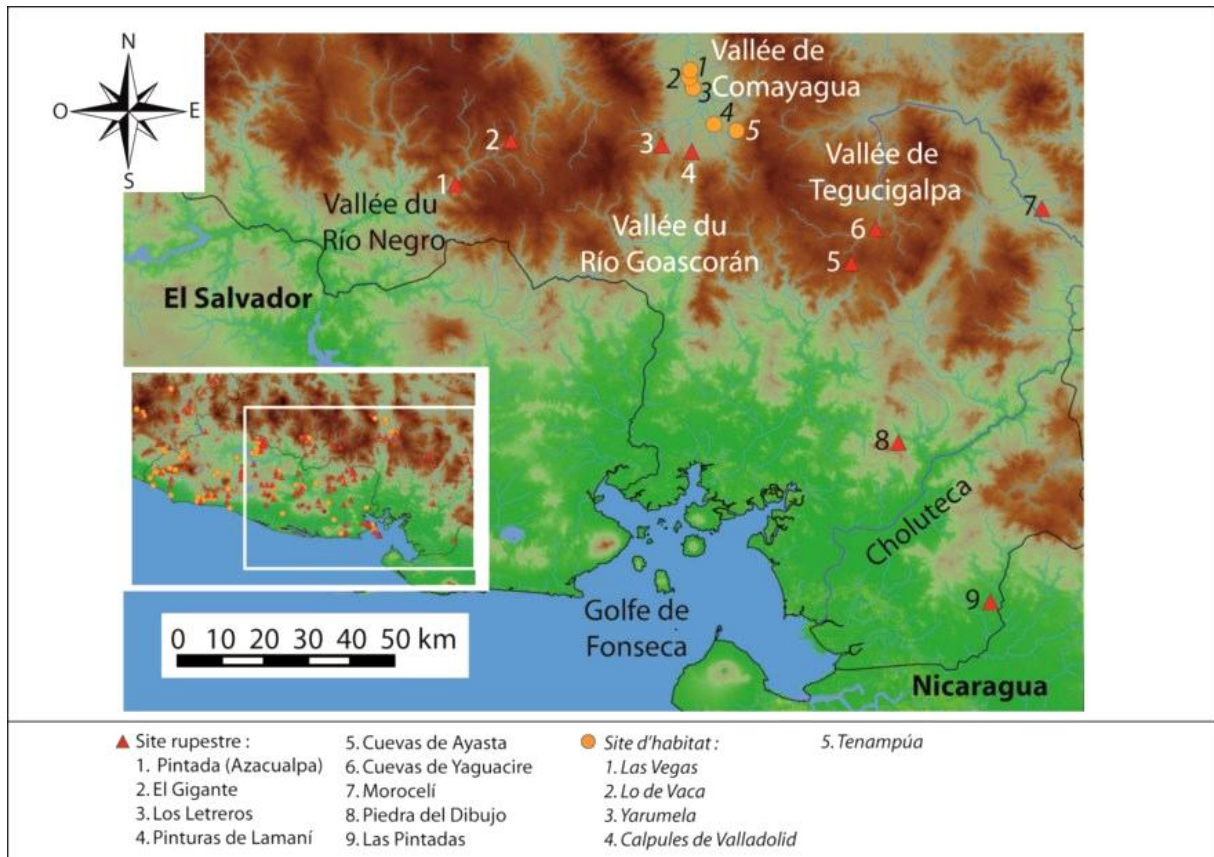 N
O
E
S
1
2
3
4
5
Vallée de
Comayagua
2
1
3
4
Vallée de
Tegucigalpa
7
6
5
Vallée du
Río Negro
Vallée du
Río Goascorán
El Salvador
8
Choluteca
9
Golfe de
Fonseca
Nicaragua
0 10 20 30 40 50 km
Site rupestre :
1. Pintada (Azacualpa)
2. El Gigante
3. Los Letreros
4. Pinturas de Lamaní
5. Cuevas de Ayasta
6. Cuevas de Yaguacire
7. Morocelí
8. Piedra del Dibujo
9. Las Pintadas
Site d'habitat :
1. Las Vegas
2. Lo de Vaca
3. Yarumela
4. Calpules de Valladolid
5. Tenampúa